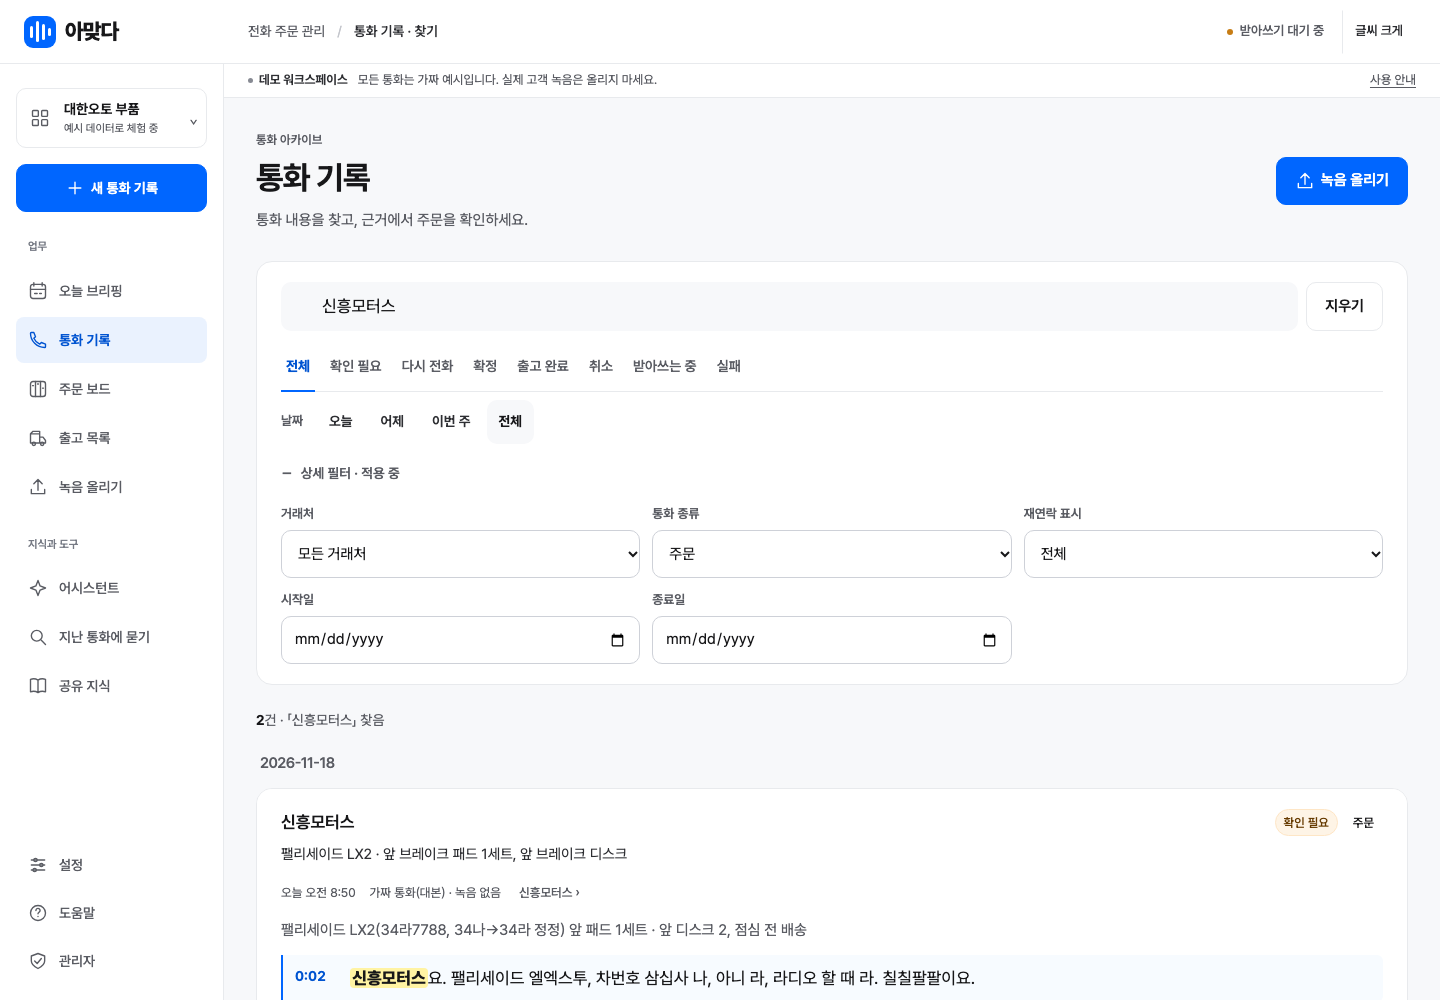 아맞다
전화 주문 관리 / 통화 기록 · 찾기
받아쓰기 대기 중
글씨 크게
데모 워크스페이스 모든 통화는 가짜 예시입니다. 실제 고객 녹음은 올리지 마세요.
사용 안내
대한오토 부품
예시 데이터로 체험 중
새 통화 기록
업무
오늘 브리핑
통화 기록
주문 보드
출고 목록
녹음 올리기
지식과 도구
어시스턴트
지난 통화에 묻기
공유 지식
설정
도움말
관리자
통화 아카이브
통화 기록
통화 내용을 찾고, 근거에서 주문을 확인하세요.
녹음 올리기
신흥모터스
지우기
전체 확인 필요 다시 전화 확정 출고 완료 취소 받아쓰는 중 실패
날짜 오늘 어제 이번 주 전체
− 상세 필터 · 적용 중
거래처 통화 종류 재연락 표시
모든 거래처 주문 전체
시작일 종료일
mm/dd/yyyy mm/dd/yyyy
2건 · 「신흥모터스」 찾음
2026-11-18
신흥모터스
확인 필요 주문
팰리세이드 LX2 · 앞 브레이크 패드 1세트, 앞 브레이크 디스크
오늘 오전 8:50 가짜 통화(대본) · 녹음 없음 신흥모터스 ›
팰리세이드 LX2(34라7788, 34나→34라 정정) 앞 패드 1세트 · 앞 디스크 2, 점심 전 배송
0:02 신흥모터스요. 팰리세이드 엘엑스투, 차번호 삼십사 나, 아니 라, 라디오 할 때 라. 칠칠팔팔이요.